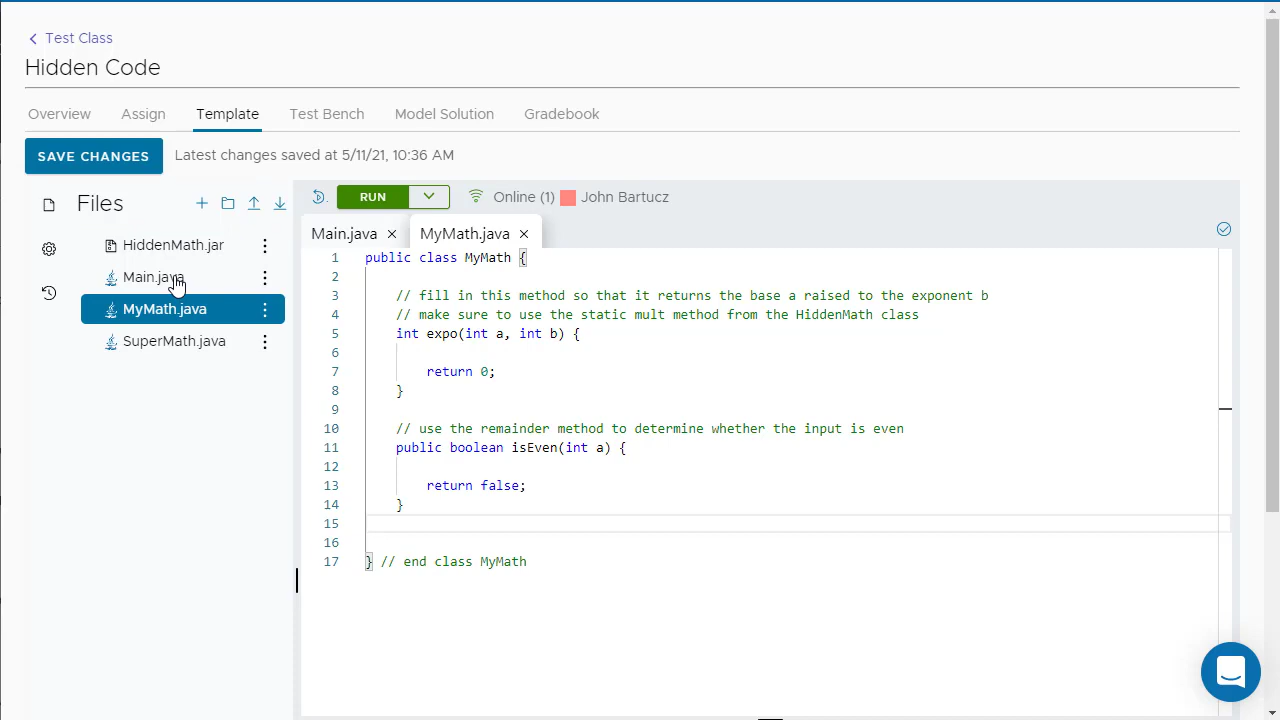 Test Class
Hidden Code
Overview Assign Template Test Bench Model Solution Gradebook
SAVE CHANGES Latest changes saved at 5/11/21, 10:36 AM
Files
HiddenMath.jar
Main.java
MyMath.java
SuperMath.java
RUN Online (1) John Bartucz
Main.java × MyMath.java ×
1 public class MyMath {
2
3 // fill in this method so that it returns the base a raised to the exponent b
4 // make sure to use the static mult method from the HiddenMath class
5 int expo(int a, int b) {
6
7 return 0;
8 }
9
10 // use the remainder method to determine whether the input is even
11 public boolean isEven(int a) {
12
13 return false;
14 }
15
16
17 } // end class MyMath